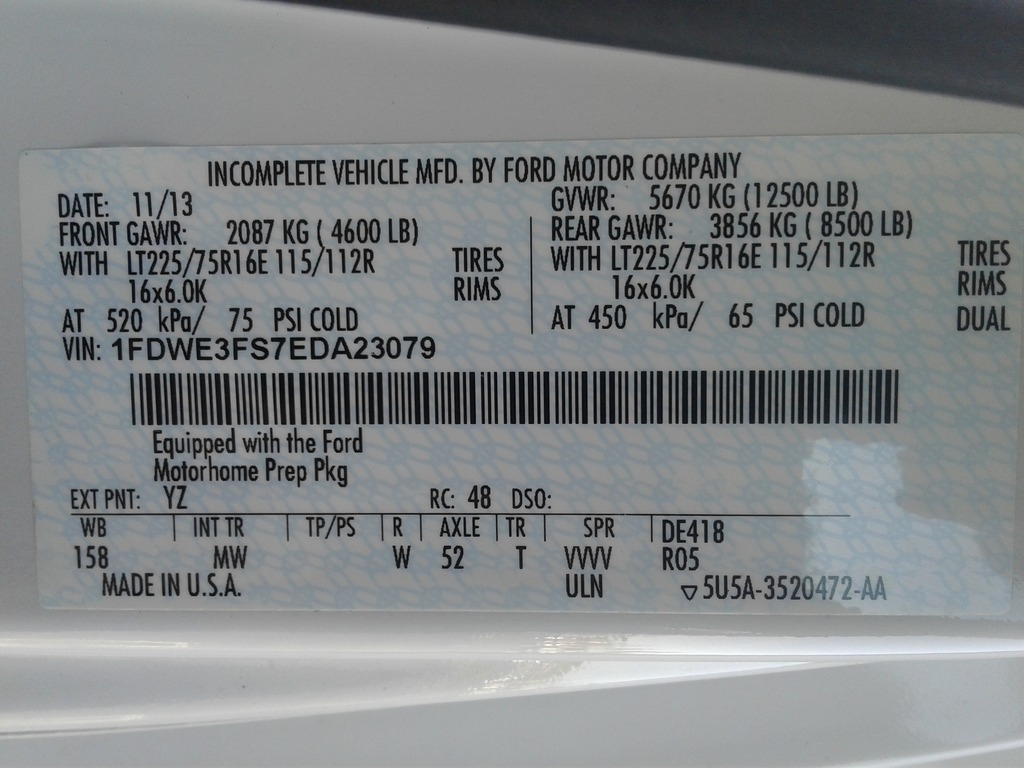 INCOMPLETE VEHICLE MFD. BY FORD MOTOR COMPANY
DATE: 11/13 GVWR: 5670 KG (12500 LB)
FRONT GAWR: 2087 KG ( 4600 LB) REAR GAWR: 3856 KG ( 8500 LB)
WITH LT225/75R16E 115/112R TIRES WITH LT225/75R16E 115/112R TIRES
16x6.0K RIMS 16x6.0K RIMS
AT 520 kPa/ 75 PSI COLD AT 450 kPa/ 65 PSI COLD DUAL
VIN: 1FDWE3FS7EDA23079
Equipped with the Ford
Motorhome Prep Pkg
EXT PNT: YZ RC: 48 DSO:
WB INT TR TP/PS R AXLE TR SPR DE418
158 MW W 52 T VVVV R05
MADE IN U.S.A. ULN ▽5U5A-3520472-AA